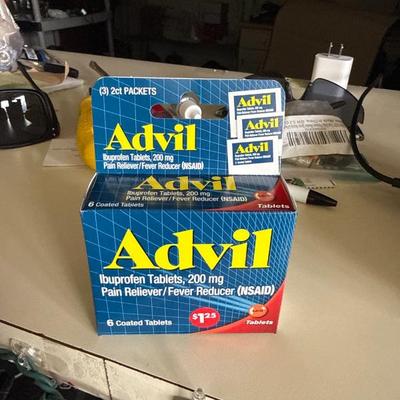 (3) 2ct PACKETS
Advil
Ibuprofen Tablets, 200 mg
Pain Reliever/Fever Reducer (NSAID)
Advil
Advil
Advil
Advil
Ibuprofen Tablets, 200 mg
Pain Reliever/Fever Reducer (NSAID)
6 Coated Tablets
Tablets
Advil
Ibuprofen Tablets, 200 mg
Pain Reliever/Fever Reducer (NSAID)
6 Coated Tablets
$1.25
Tablets